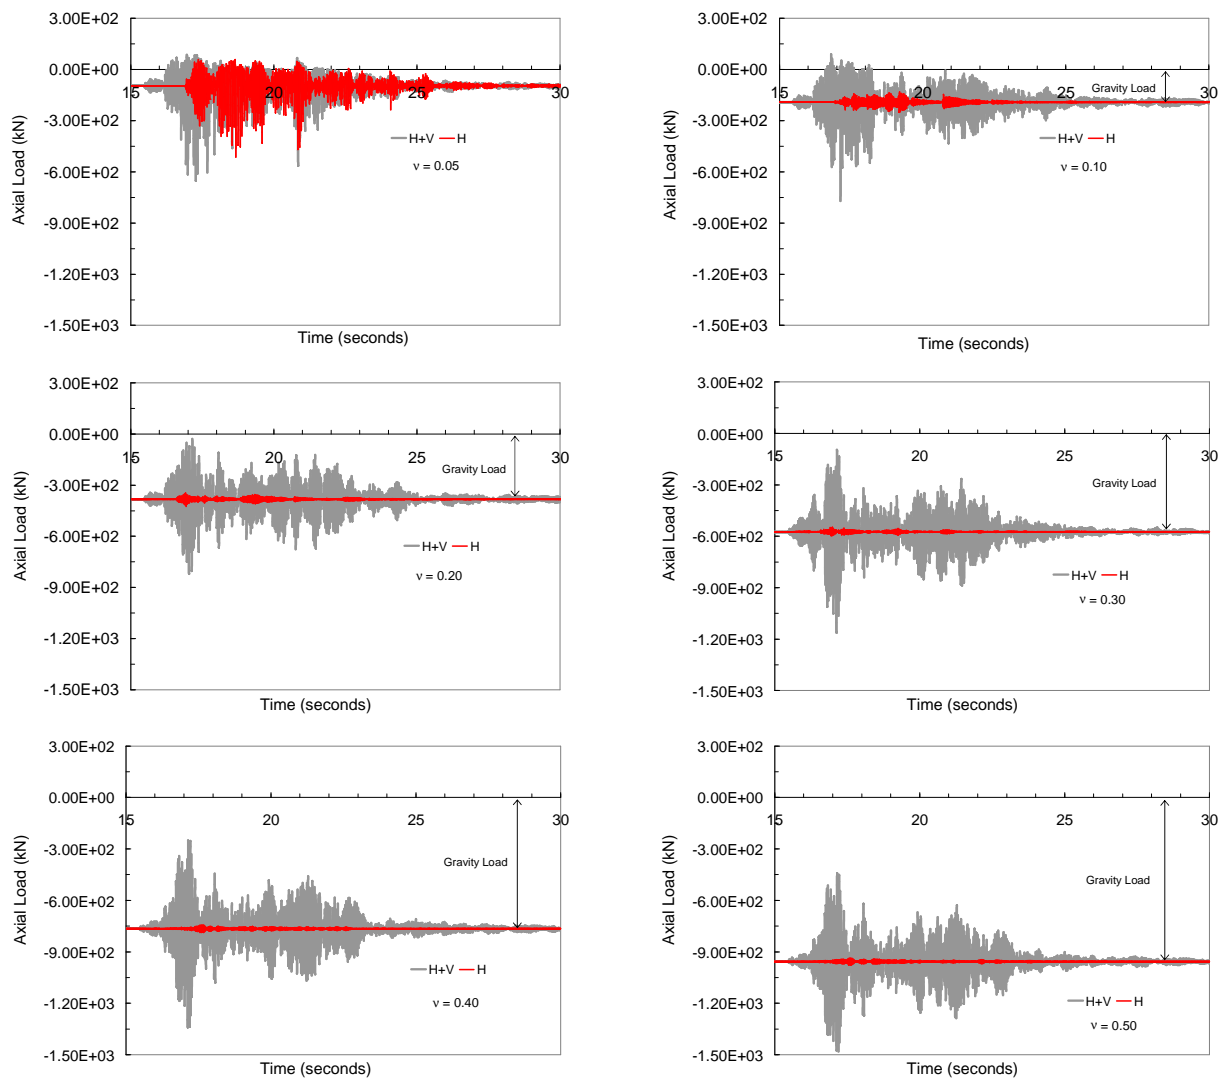 3.00E+02
0.00E+00
-3.00E+02
-6.00E+02
-9.00E+02
-1.20E+03
-1.50E+03
15 20 25 30
Axial Load (kN)
H+V H
ν = 0.05
Time (seconds)
3.00E+02
0.00E+00
-3.00E+02
-6.00E+02
-9.00E+02
-1.20E+03
-1.50E+03
15 20 25 30
Axial Load (kN)
Gravity Load
H+V H
ν = 0.10
Time (seconds)
3.00E+02
0.00E+00
-3.00E+02
-6.00E+02
-9.00E+02
-1.20E+03
-1.50E+03
15 20 25 30
Axial Load (kN)
Gravity Load
H+V H
ν = 0.20
Time (seconds)
3.00E+02
0.00E+00
-3.00E+02
-6.00E+02
-9.00E+02
-1.20E+03
-1.50E+03
15 20 25 30
Axial Load (kN)
Gravity Load
H+V H
ν = 0.30
Time (seconds)
3.00E+02
0.00E+00
-3.00E+02
-6.00E+02
-9.00E+02
-1.20E+03
-1.50E+03
15 20 25 30
Axial Load (kN)
Gravity Load
H+V H
ν = 0.40
Time (seconds)
3.00E+02
0.00E+00
-3.00E+02
-6.00E+02
-9.00E+02
-1.20E+03
-1.50E+03
15 20 25 30
Axial Load (kN)
Gravity Load
H+V H
ν = 0.50
Time (seconds)